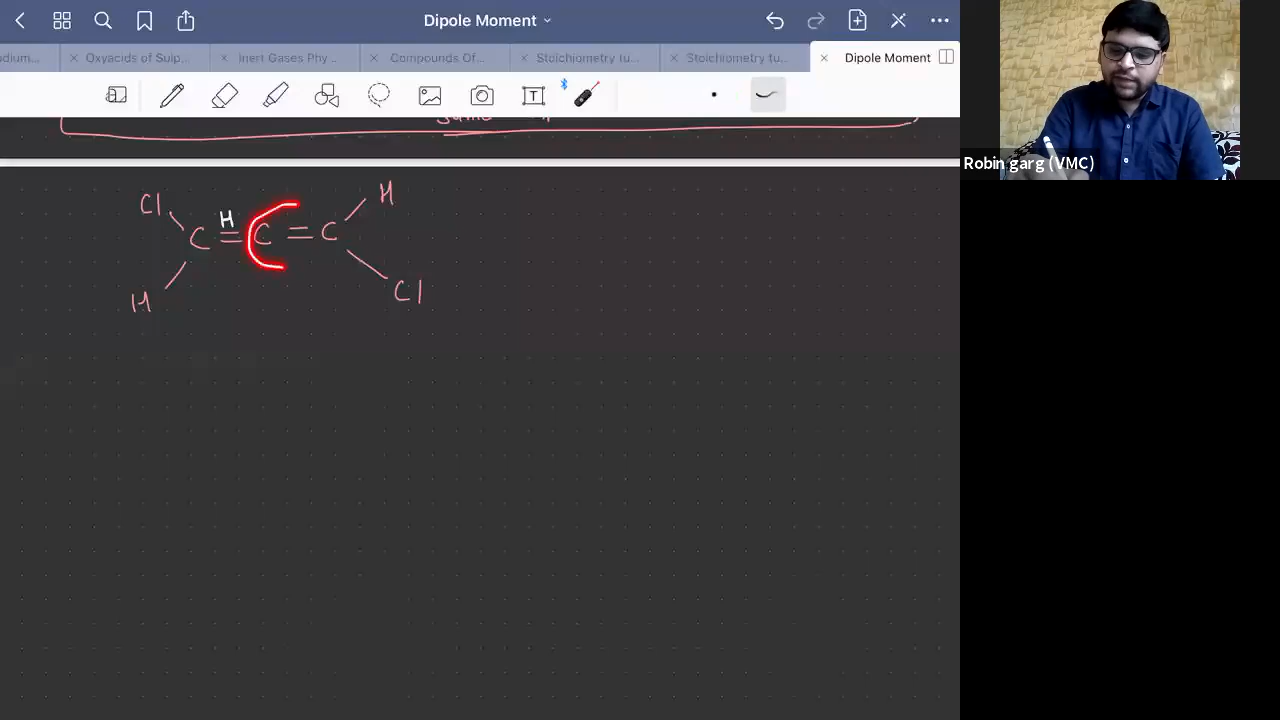 Dipole Moment
Oxyacids of Sulp...
Inert Gases Phy...
Compounds Of...
Stoichiometry tu...
Stoichiometry tu...
Dipole Moment
T
Robin garg (VMC)
Cl H
H
C = C = C
H Cl